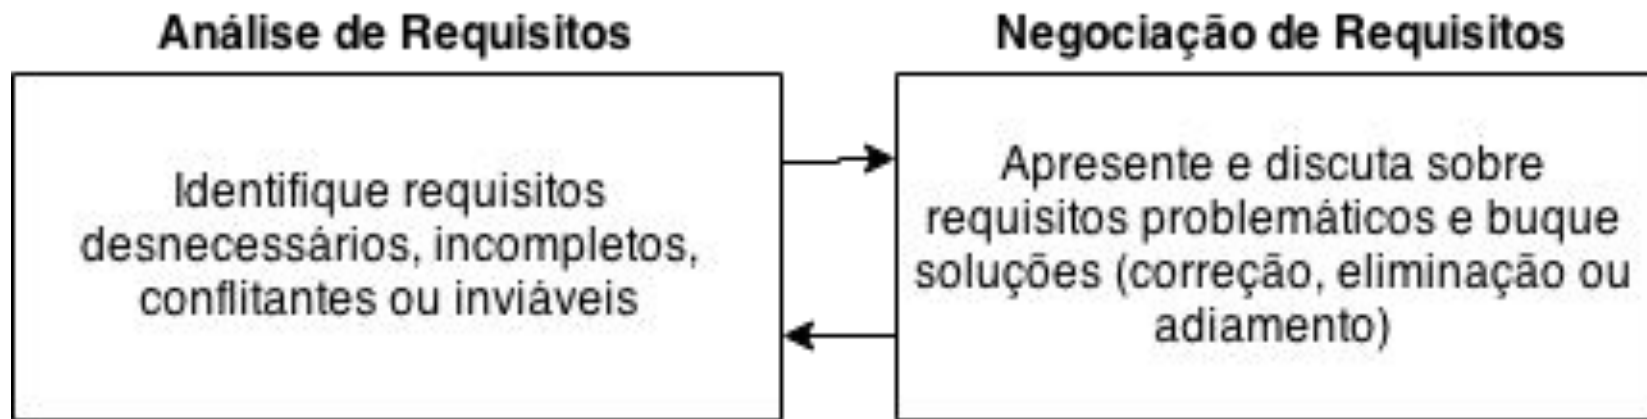 Análise de Requisitos
Identifique requisitos
desnecessários, incompletos,
conflitantes ou inviáveis
Negociação de Requisitos
Apresente e discuta sobre
requisitos problemáticos e buque
soluções (correção, eliminação ou
adiamento)